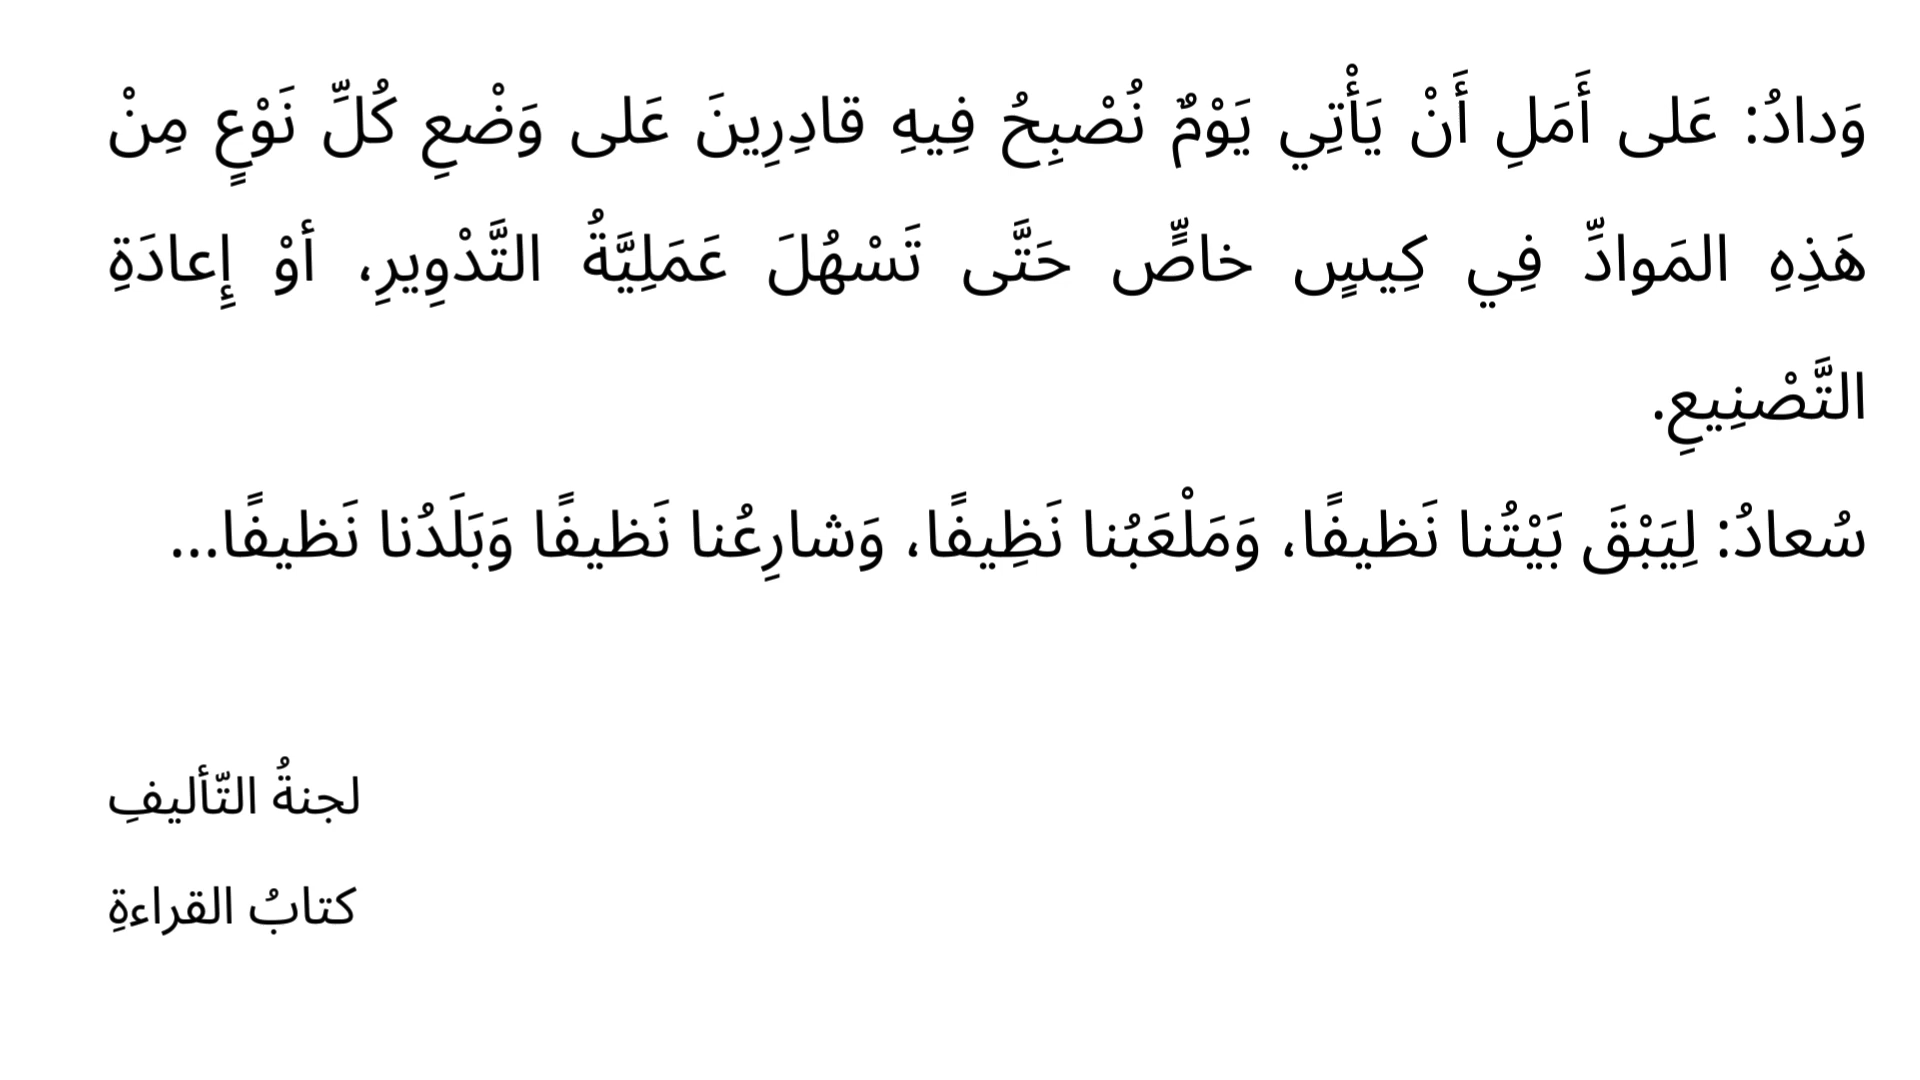 وَدادُ: عَلى أَمَلِ أَنْ يَأْتِي يَوْمٌ نُصْبِحُ فِيهِ قادِرِينَ عَلى وَضْعِ كُلِّ نَوْعٍ مِنْ
هَذِهِ المَوادِّ فِي كِيسٍ خاصٍّ حَتَّى تَسْهُلَ عَمَلِيَّةُ التَّدْوِيرِ، أوْ إِعادَةِ
التَّصْنِيعِ.
سُعادُ: لِيَبْقَ بَيْتُنا نَظيفًا، وَمَلْعَبُنا نَظِيفًا، وَشارِعُنا نَظيفًا وَبَلَدُنا نَظيفًا...
لجنةُ التّأليفِ
كتابُ القراءةِ